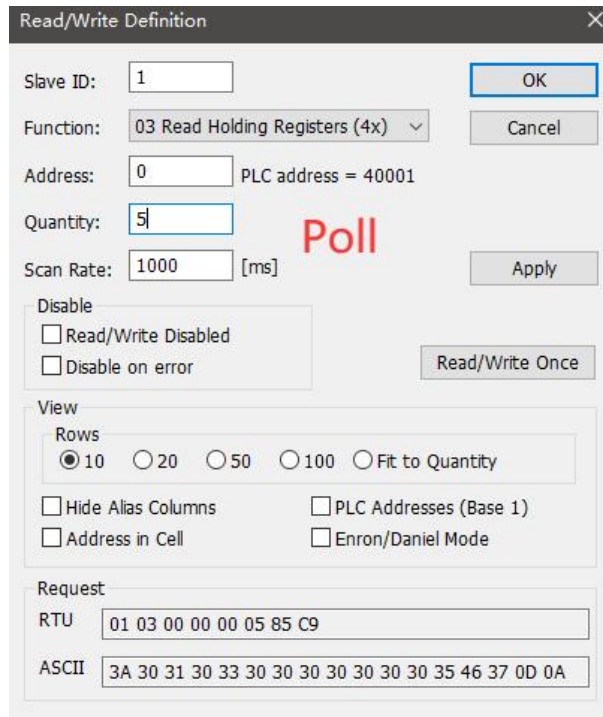 Read/Write Definition
Slave ID: 1 OK
Function: 03 Read Holding Registers (4x) Cancel
Address: 0 PLC address = 40001
Quantity: 5
Poll
Scan Rate: 1000 [ms] Apply
Disable
Read/Write Disabled
Disable on error
Read/Write Once
View
Rows
10 20 50 100 Fit to Quantity
Hide Alias Columns PLC Addresses (Base 1)
Address in Cell Enron/Daniel Mode
Request
RTU 01 03 00 00 00 05 85 C9
ASCII 3A 30 31 30 33 30 30 30 30 30 30 30 35 46 37 0D 0A